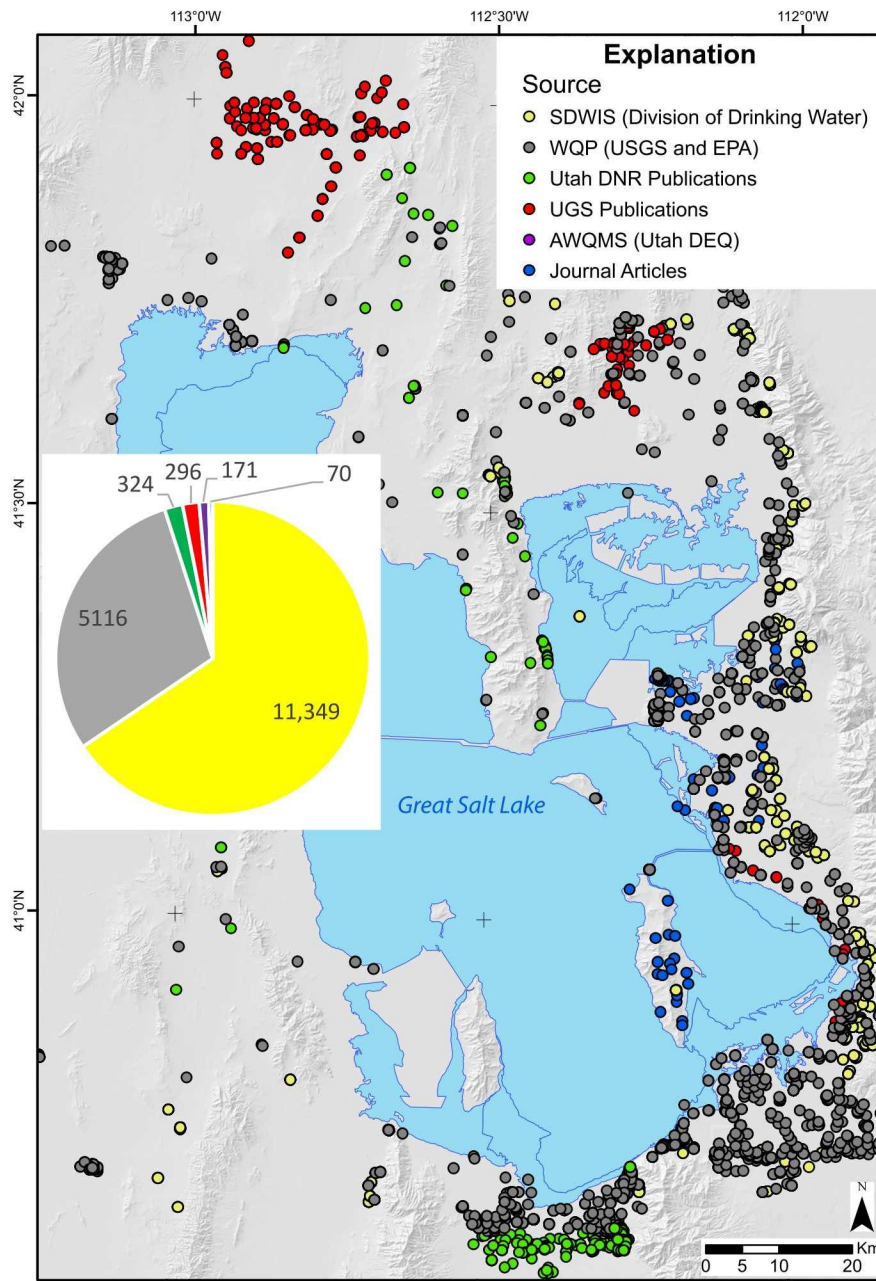 113°0'W
112°30'W
112°0'W
42°0'N
Explanation
Source
SDWIS (Division of Drinking Water)
WQP (USGS and EPA)
Utah DNR Publications
UGS Publications
AWQMS (Utah DEQ)
Journal Articles
41°30'N
324
296
171
70
5116
11,349
Great Salt Lake
41°0'N
N
Km
0 5 10 20